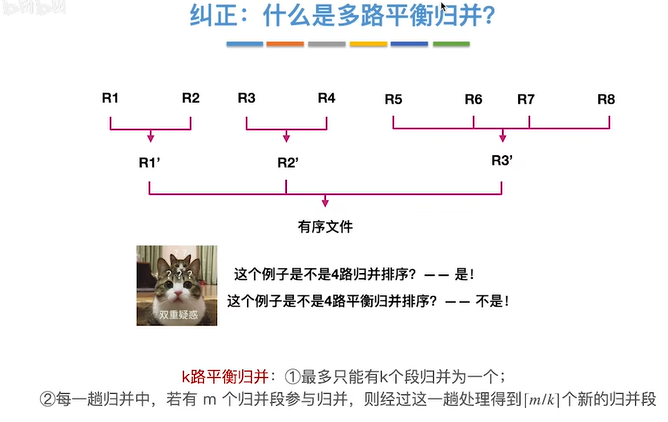 纠正：什么是多路平衡归并？
R1 R2 R3 R4 R5 R6 R7 R8
R1’ R2’ R3’
有序文件
？？？
双重疑惑
这个例子是不是4路归并排序？—— 是！
这个例子是不是4路平衡归并排序？—— 不是！
k路平衡归并：①最多只能有k个段归并为一个；
②每一趟归并中，若有 m 个归并段参与归并，则经过这一趟处理得到⌈m/k⌉个新的归并段